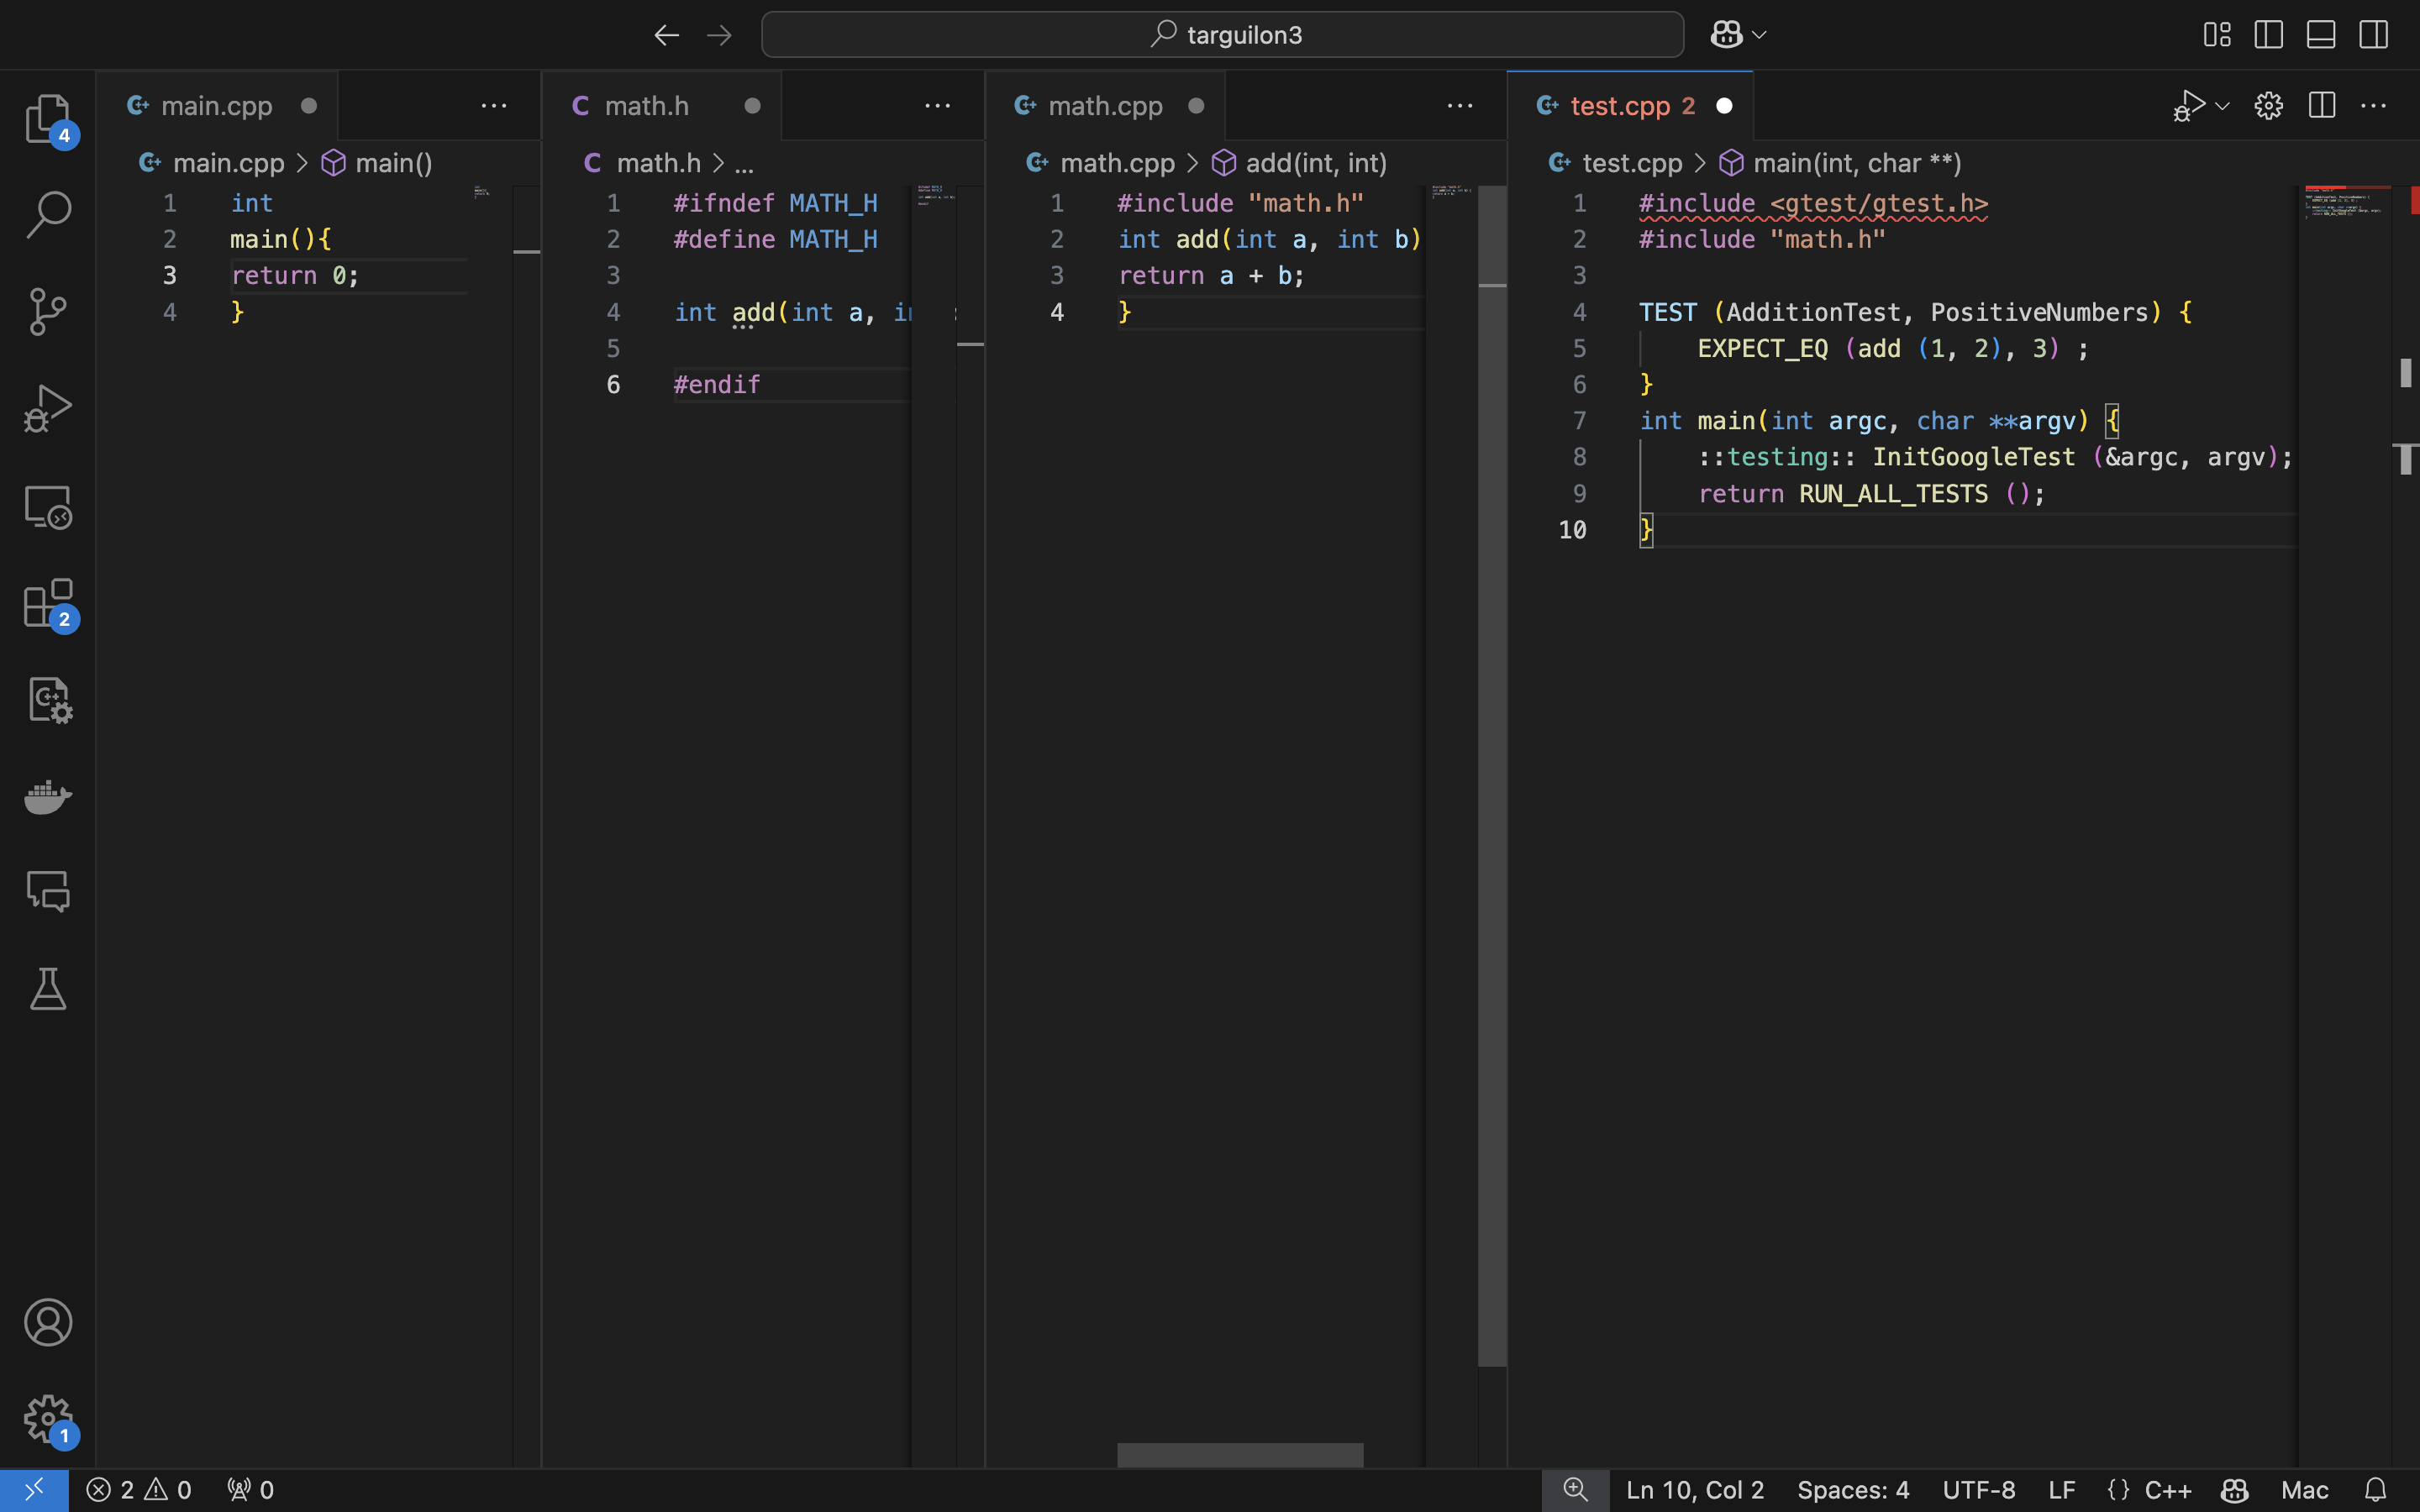 targuilon3
main.cpp
math.h
math.cpp
test.cpp 2
main.cpp > main()
math.h > ...
math.cpp > add(int, int)
test.cpp > main(int, char **)
1 int
2 main(){
3 return 0;
4 }
1 #ifndef MATH_H
2 #define MATH_H
3
4 int add(int a,
5
6 #endif
1 #include "math.h"
2 int add(int a, int b)
3 return a + b;
4 }
1 #include <gtest/gtest.h>
2 #include "math.h"
3
4 TEST (AdditionTest, PositiveNumbers) {
5 EXPECT_EQ (add (1, 2), 3) ;
6 }
7 int main(int argc, char **argv) {
8 ::testing:: InitGoogleTest (&argc, argv);
9 return RUN_ALL_TESTS ();
10 }
4
2
1
2 0 0
Ln 10, Col 2 Spaces: 4 UTF-8 LF {} C++ Mac